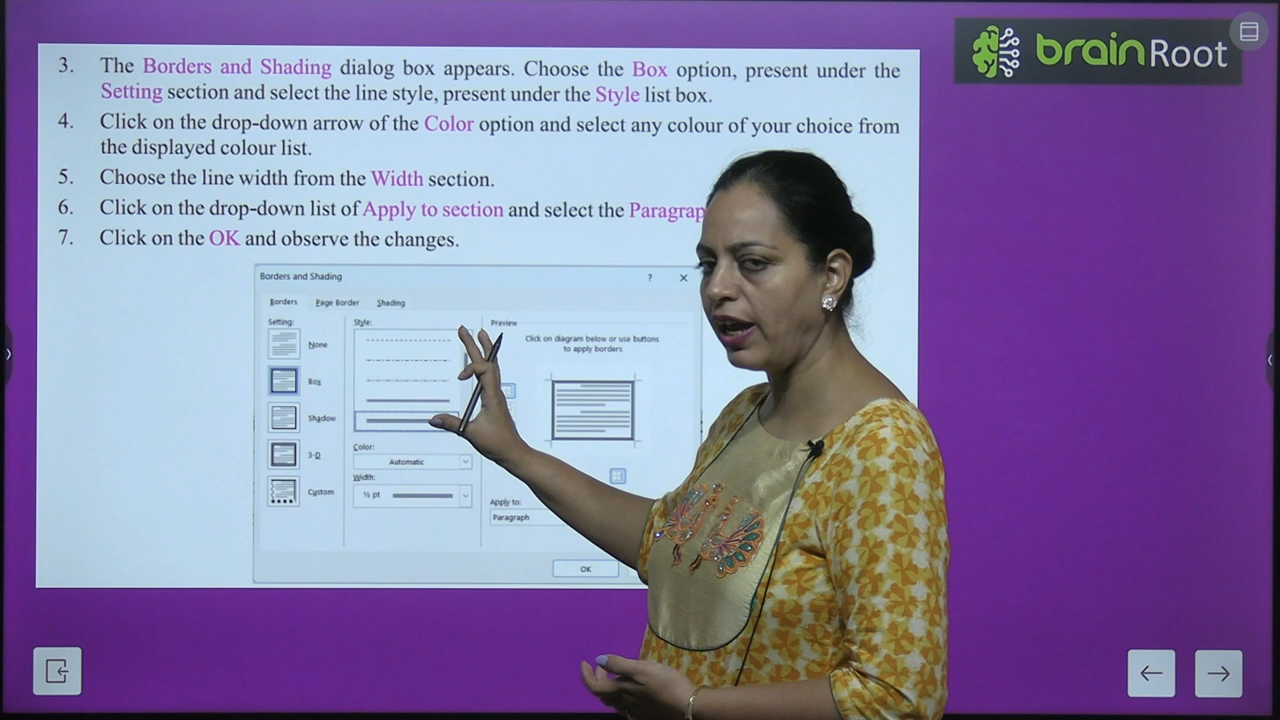 brainRoot
3. The Borders and Shading dialog box appears. Choose the Box option, present under the
Setting section and select the line style, present under the Style list box.
4. Click on the drop-down arrow of the Color option and select any colour of your choice from
the displayed colour list.
5. Choose the line width from the Width section.
6. Click on the drop-down list of Apply to section and select the
7. Click on the OK and observe the changes.
Borders and Shading ? ×
Borders Page Border Shading
Setting: Style: Preview
None
Click on diagram below or use buttons
to apply borders
Box
Shadow
3-D
Custom
Color:
Automatic
Width:
½ pt
Apply to:
Paragraph
OK